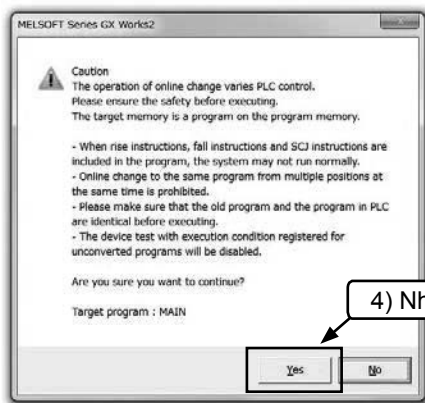 MELSOFT Series GX Works2
Caution
The operation of online change varies PLC control.
Please ensure the safety before executing.
The target memory is a program on the program memory.
- When rise instructions, fall instructions and SCJ instructions are
included in the program, the system may not run normally.
- Online change to the same program from multiple positions at
the same time is prohibited.
- Please make sure that the old program and the program in PLC
are identical before executing.
- The device test with execution condition registered for
unconverted programs will be disabled.
Are you sure you want to continue?
Target program : MAIN
4) Nh
Yes
No